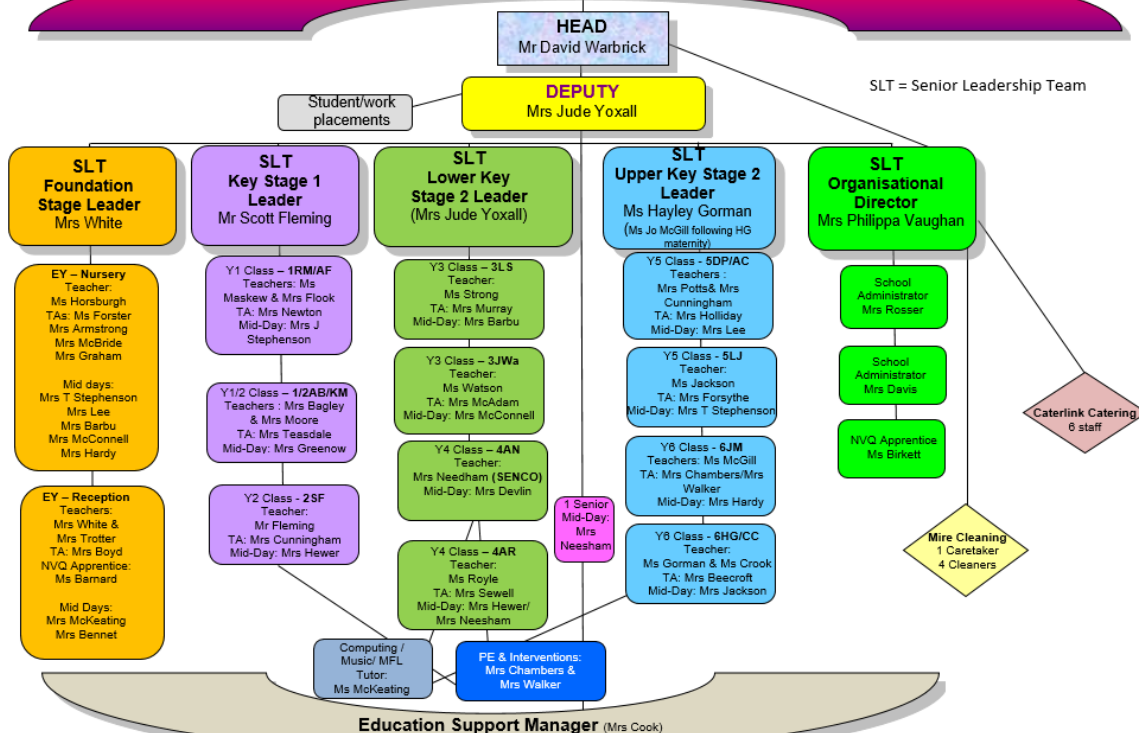 HEAD
Mr David Warbrick
SLT = Senior Leadership Team
DEPUTY
Mrs Jude Yoxall
Student/work
placements
SLT
Foundation
Stage Leader
Mrs White
SLT
Key Stage 1
Leader
Mr Scott Fleming
SLT
Lower Key
Stage 2 Leader
(Mrs Jude Yoxall)
SLT
Upper Key Stage 2
Leader
Ms Hayley Gorman
(Ms Jo McGill following HG
maternity)
SLT
Organisational
Director
Mrs Philippa Vaughan
EY – Nursery
Teacher:
Ms Horsburgh
TAs: Ms Forster
Mrs Armstrong
Mrs McBride
Mrs Graham
Mid days:
Mrs T Stephenson
Mrs Lee
Mrs Barbu
Mrs McConnell
Mrs Hardy
EY – Reception
Teachers:
Mrs White &
Mrs Trotter
TA: Mrs Boyd
NVQ Apprentice:
Ms Barnard
Mid Days:
Mrs McKeating
Mrs Bennet
Y1 Class – 1RM/AF
Teachers: Ms
Maskew & Mrs Flook
TA: Mrs Newton
Mid-Day: Mrs J
Stephenson
Y1/2 Class – 1/2AB/KM
Teachers : Mrs Bagley
& Mrs Moore
TA: Mrs Teasdale
Mid-Day: Mrs Greenow
Y2 Class - 2SF
Teacher:
Mr Fleming
TA: Mrs Cunningham
Mid-Day: Mrs Hewer
Y3 Class – 3LS
Teacher:
Ms Strong
TA: Mrs Murray
Mid-Day: Mrs Barbu
Y3 Class – 3JWa
Teacher:
Ms Watson
TA: Mrs McAdam
Mid-Day: Mrs McConnell
Y4 Class – 4AN
Teacher:
Mrs Needham (SENCO)
Mid-Day: Mrs Devlin
Y4 Class – 4AR
Teacher:
Ms Royle
TA: Mrs Sewell
Mid-Day: Mrs Hewer/
Mrs Neesham
1 Senior
Mid-Day:
Mrs
Neesham
Y5 Class - 5DP/AC
Teachers :
Mrs Potts& Mrs
Cunningham
TA: Mrs Holliday
Mid-Day: Mrs Lee
Y5 Class - 5LJ
Teacher:
Ms Jackson
TA: Mrs Forsythe
Mid-Day: Mrs T Stephenson
Y6 Class - 6JM
Teachers: Ms McGill
TA: Mrs Chambers/Mrs
Walker
Mid-Day: Mrs Hardy
Y6 Class - 6HG/CC
Teacher:
Ms Gorman & Ms Crook
TA: Mrs Beecroft
Mid-Day: Mrs Jackson
School
Administrator
Mrs Rosser
School
Administrator
Mrs Davis
NVQ Apprentice
Ms Birkett
Caterlink Catering
6 staff
Mire Cleaning
1 Caretaker
4 Cleaners
Computing /
Music/ MFL
Tutor:
Ms McKeating
PE & Interventions:
Mrs Chambers &
Mrs Walker
Education Support Manager (Mrs Cook)